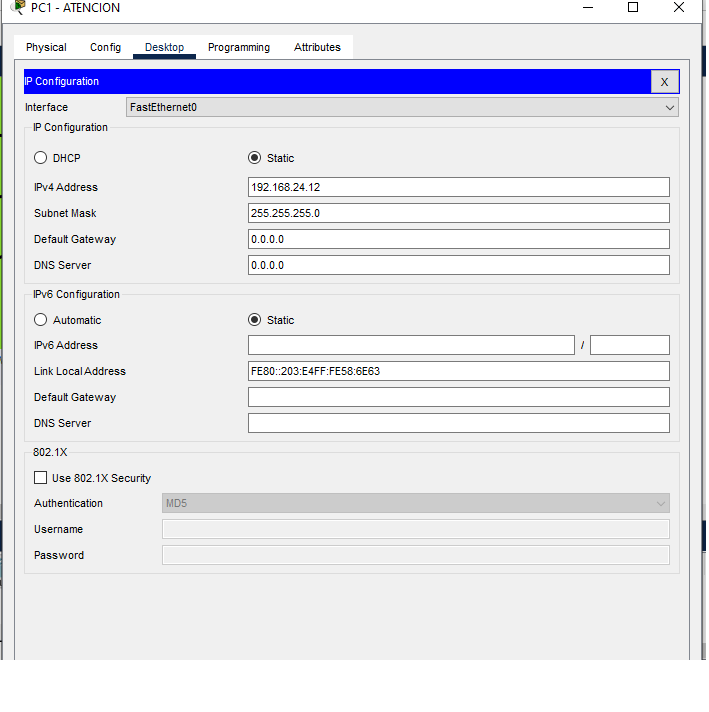 PC1 - ATENCION
Physical Config Desktop Programming Attributes
IP Configuration X
Interface FastEthernet0
IP Configuration
DHCP Static
IPv4 Address 192.168.24.12
Subnet Mask 255.255.255.0
Default Gateway 0.0.0.0
DNS Server 0.0.0.0
IPv6 Configuration
Automatic Static
IPv6 Address /
Link Local Address FE80::203:E4FF:FE58:6E63
Default Gateway
DNS Server
802.1X
Use 802.1X Security
Authentication MD5
Username
Password